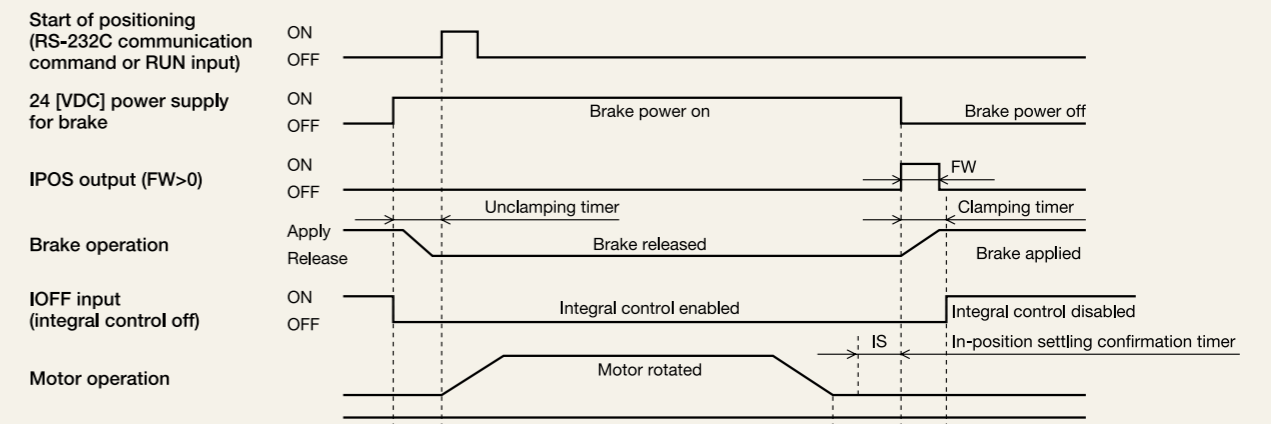 Start of positioning
(RS-232C communication
command or RUN input)
ON
OFF
24 [VDC] power supply
for brake
ON
OFF
Brake power on
Brake power off
IPOS output (FW>0)
ON
OFF
FW
Unclamping timer
Clamping timer
Brake operation
Apply
Release
Brake released
Brake applied
IOFF input
(integral control off)
ON
OFF
Integral control enabled
Integral control disabled
IS
In-position settling confirmation timer
Motor operation
Motor rotated